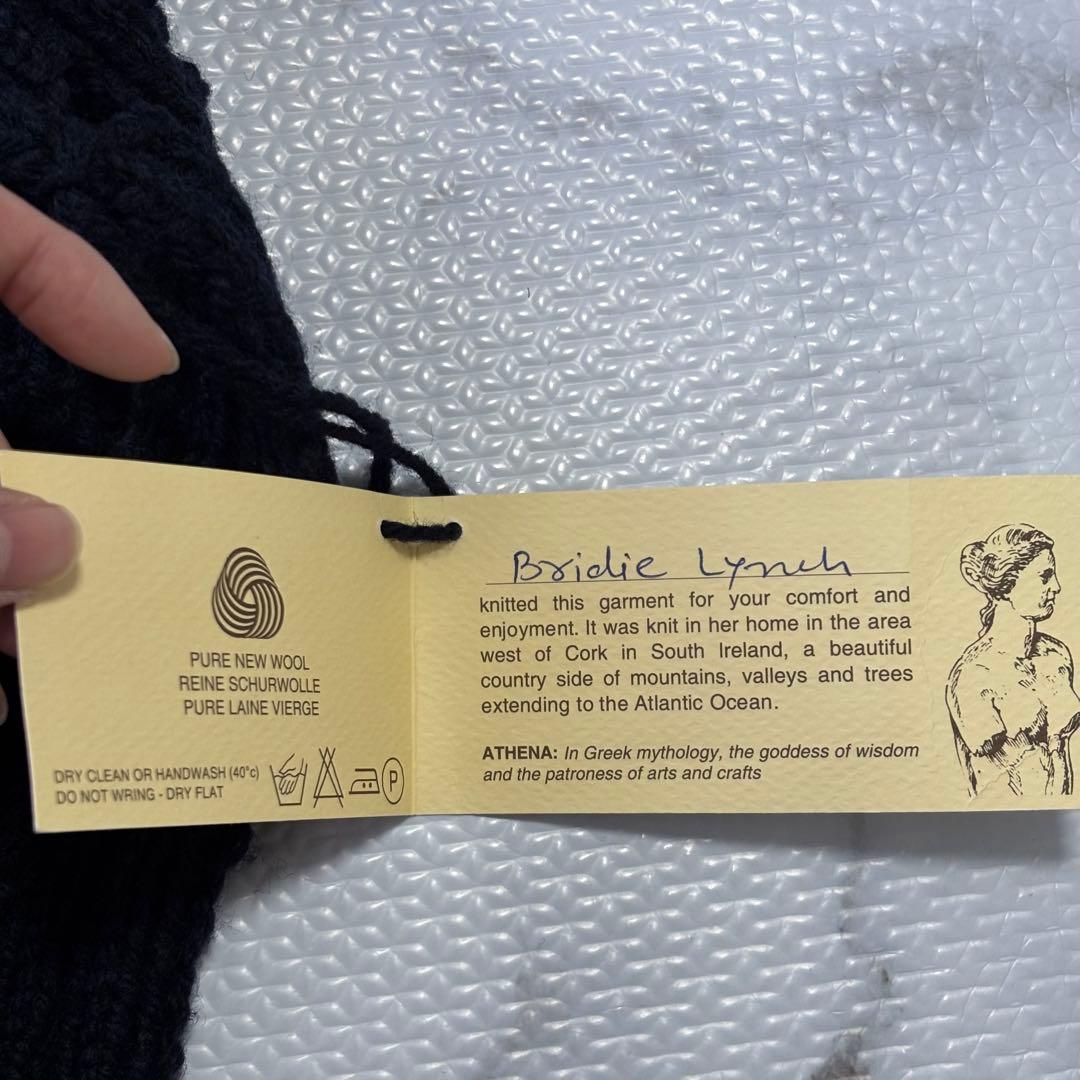 PURE NEW WOOL
REINE SCHURWOLLE
PURE LAINE VIERGE
DRY CLEAN OR HANDWASH (40°c)
DO NOT WRING - DRY FLAT
P
Bridie Lynch
knitted this garment for your comfort and
enjoyment. It was knit in her home in the area
west of Cork in South Ireland, a beautiful
country side of mountains, valleys and trees
extending to the Atlantic Ocean.
ATHENA: In Greek mythology, the goddess of wisdom
and the patroness of arts and crafts